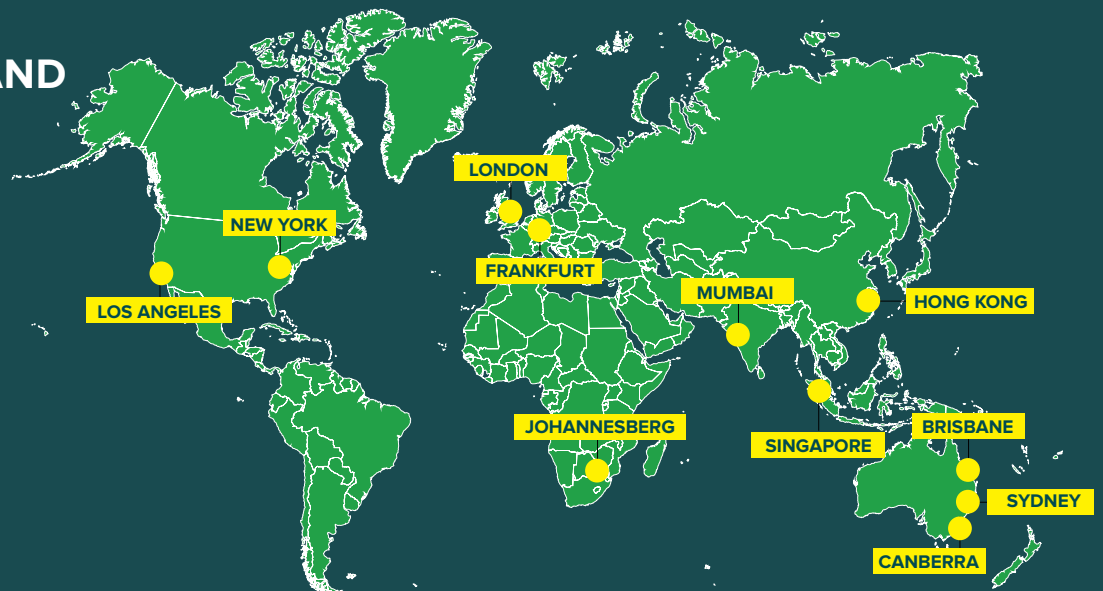 AND
LONDON
NEW YORK
FRANKFURT
MUMBAI
LOS ANGELES
HONG KONG
JOHANNESBERG
BRISBANE
SINGAPORE
SYDNEY
CANBERRA